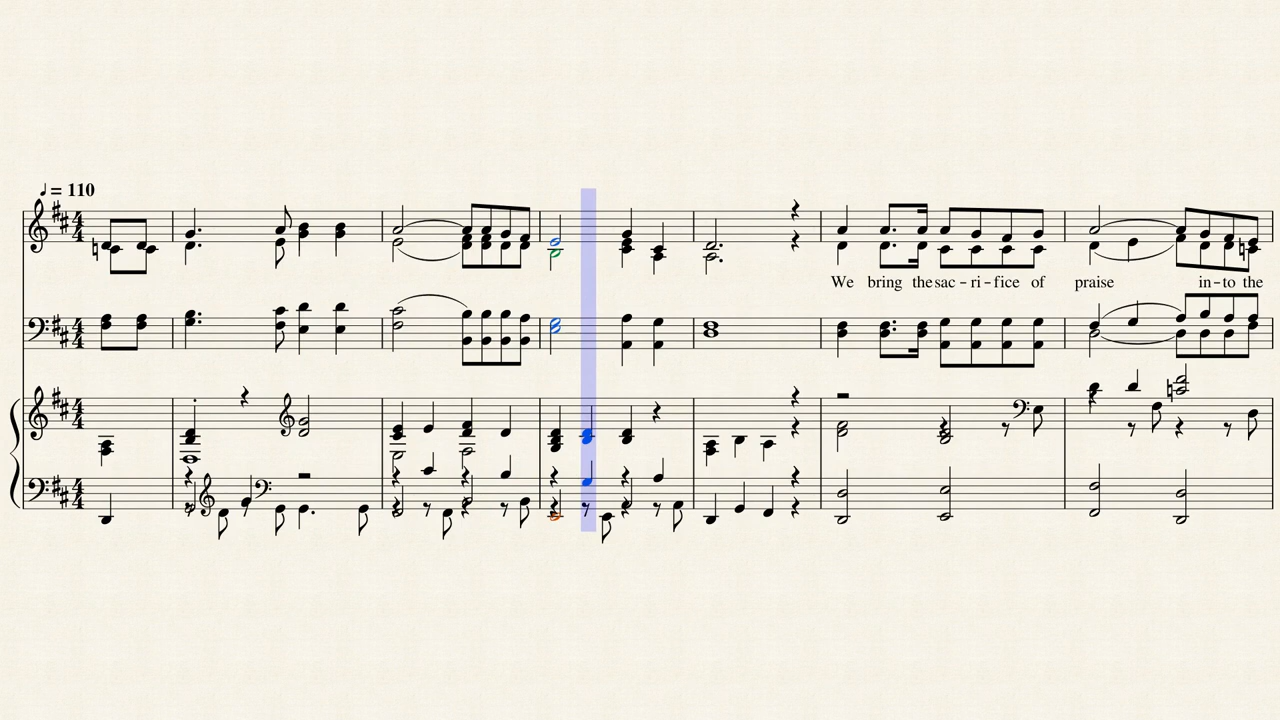 ♩= 110
We bring the sac – ri – fice of praise in – to the